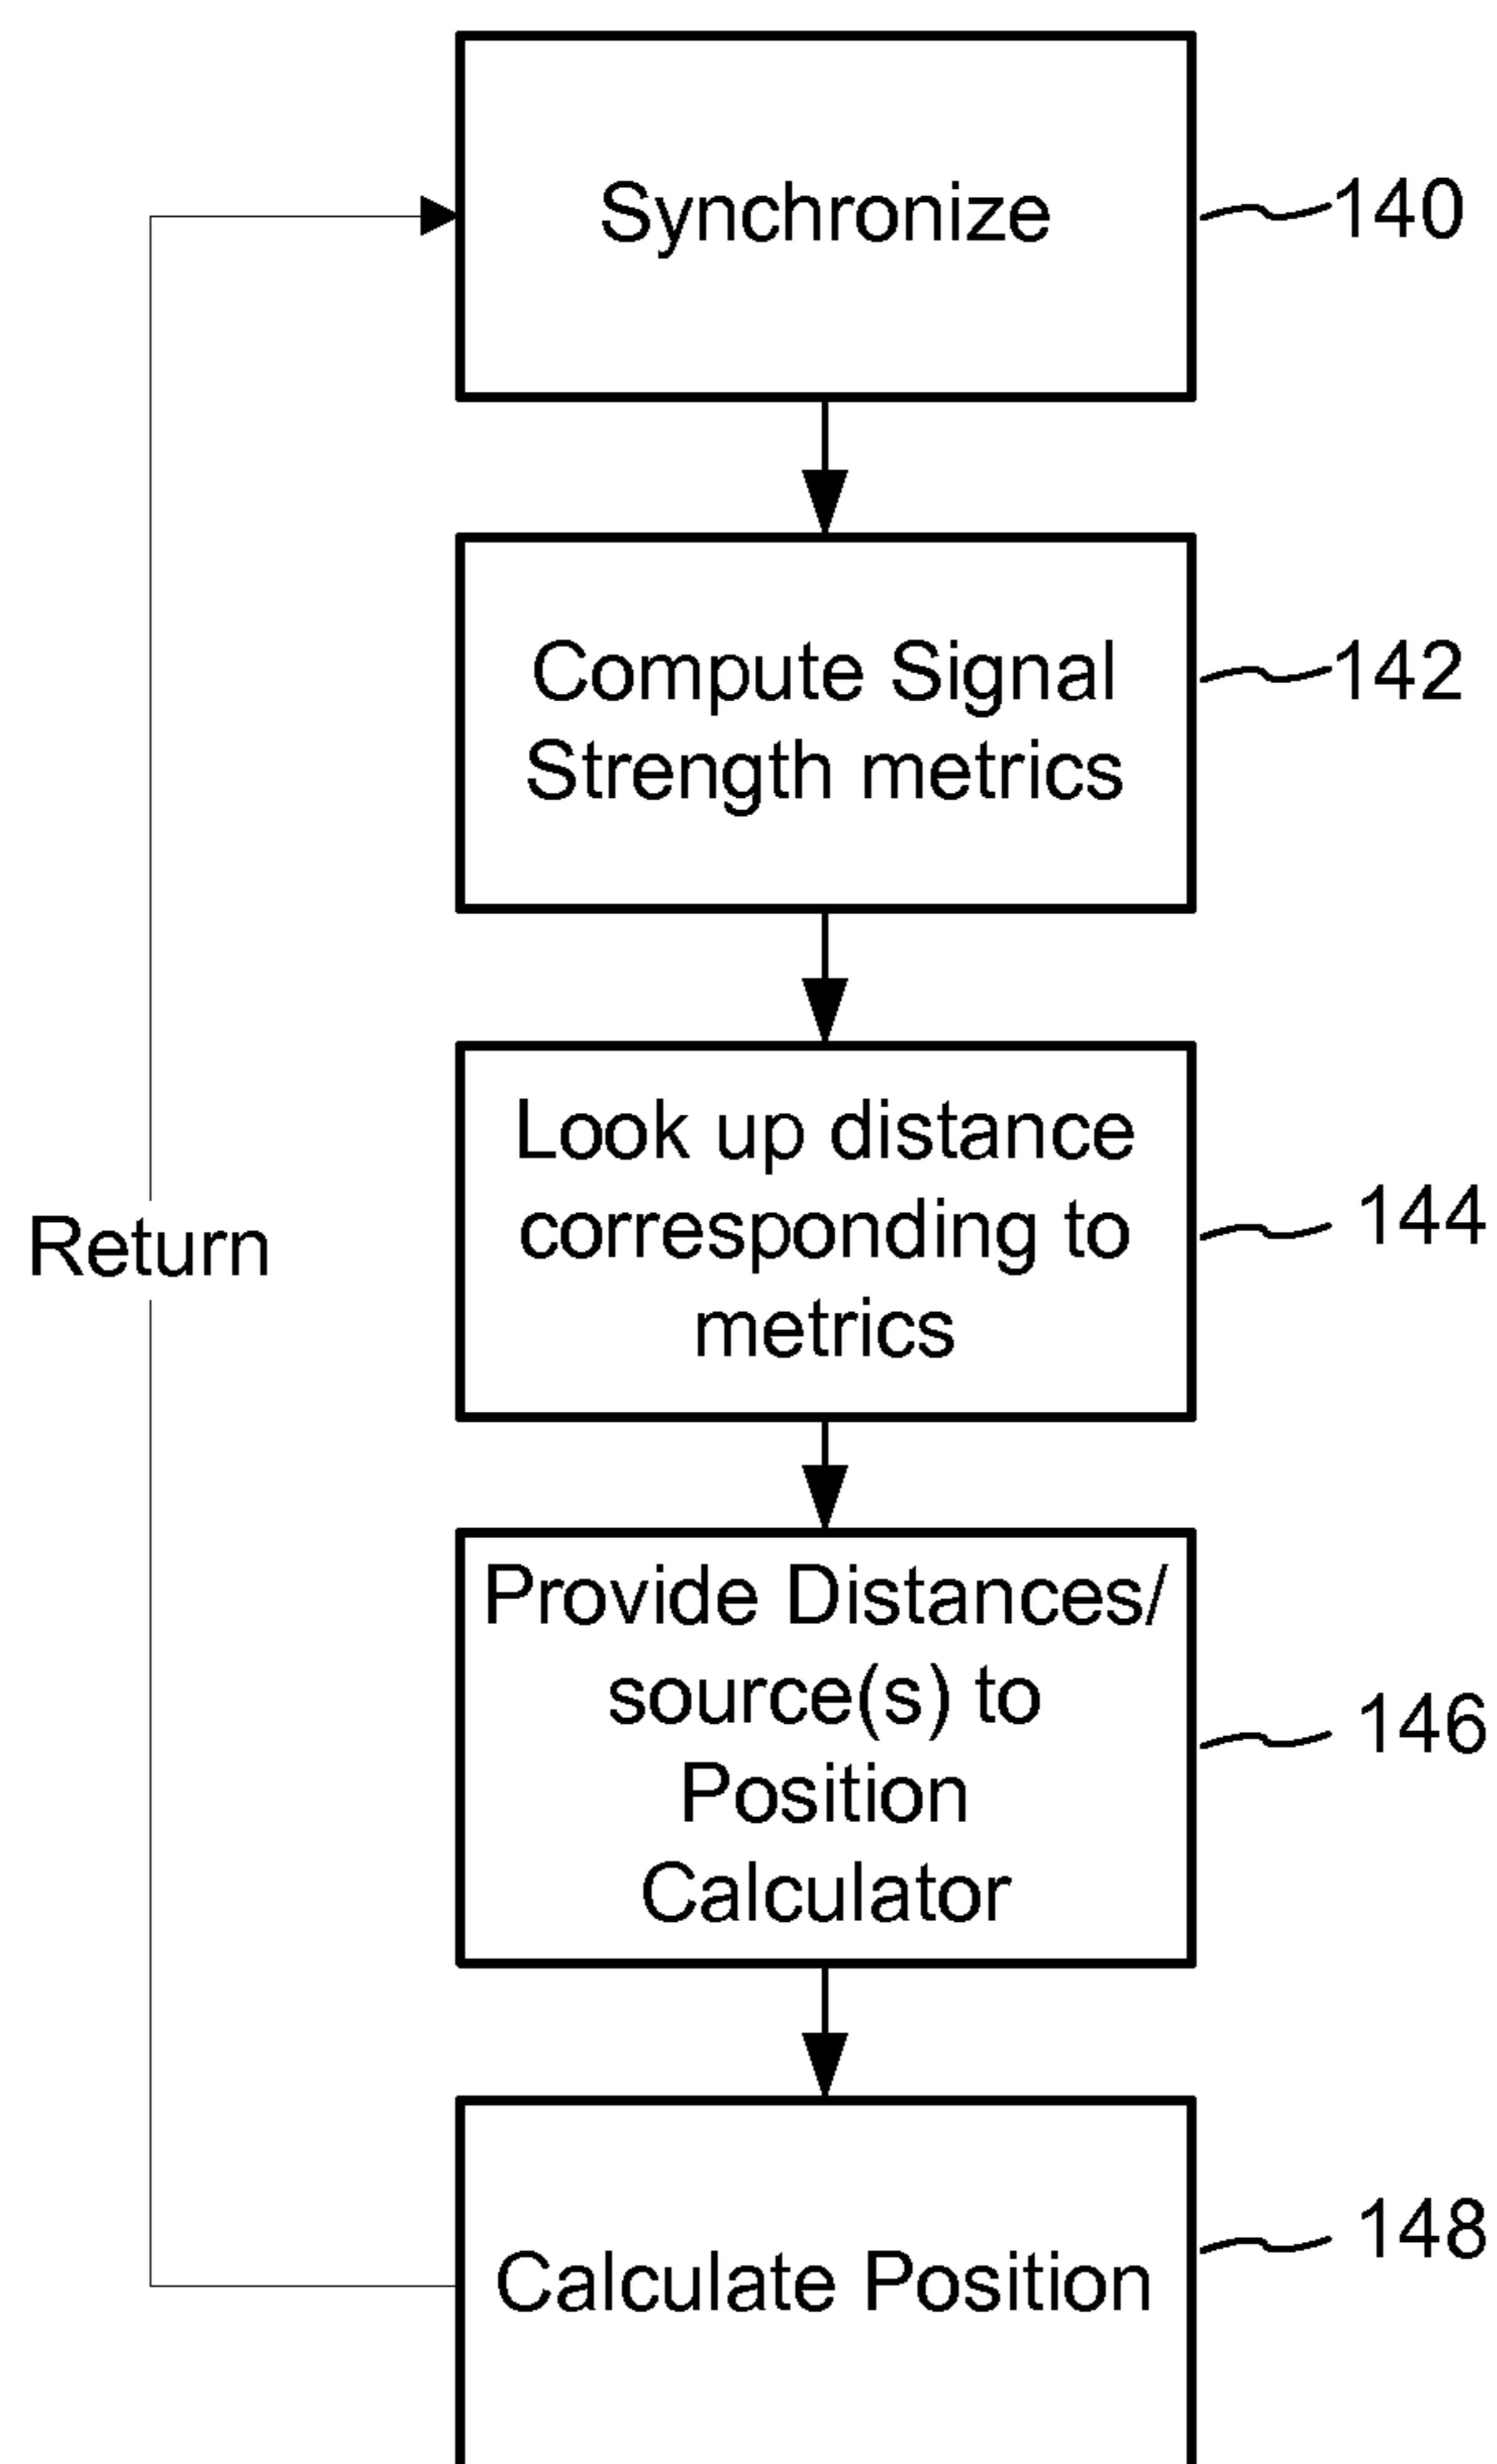 Synchronize
140
Compute Signal
Strength metrics
142
Look up distance
corresponding to
metrics
144
Return
Provide Distances/
source(s) to
Position
Calculator
146
Calculate Position
148